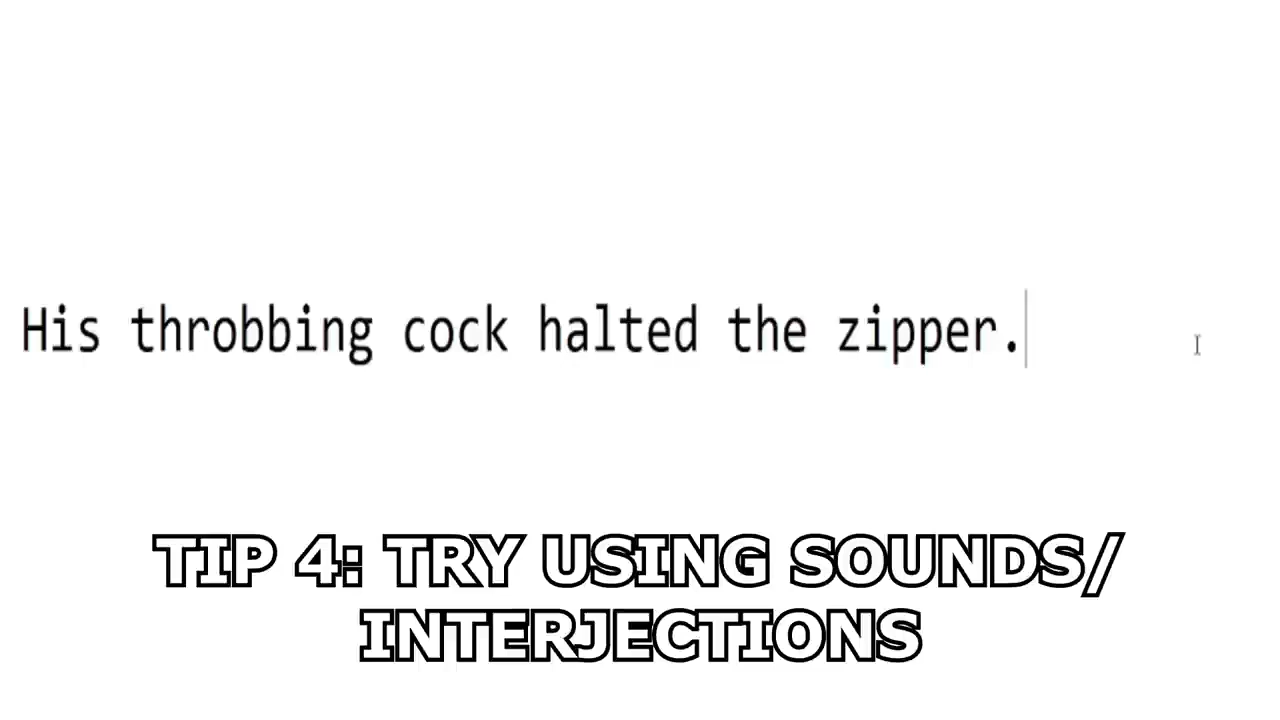 His throbbing cock halted the zipper.
TIP 4: TRY USING SOUNDS/
INTERJECTIONS